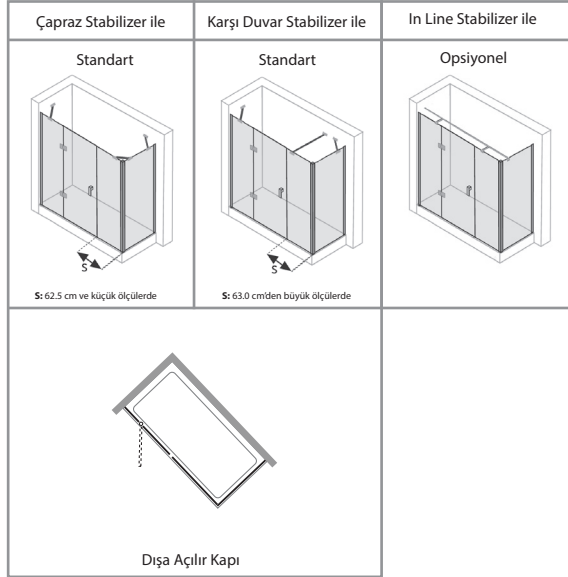 Çapraz Stabilizer ile
Karşı Duvar Stabilizer ile
In Line Stabilizer ile
Standart
Standart
Opsiyonel
S
S
S: 62.5 cm ve küçük ölçülerde
S: 63.0 cm'den büyük ölçülerde
Dışa Açılır Kapı